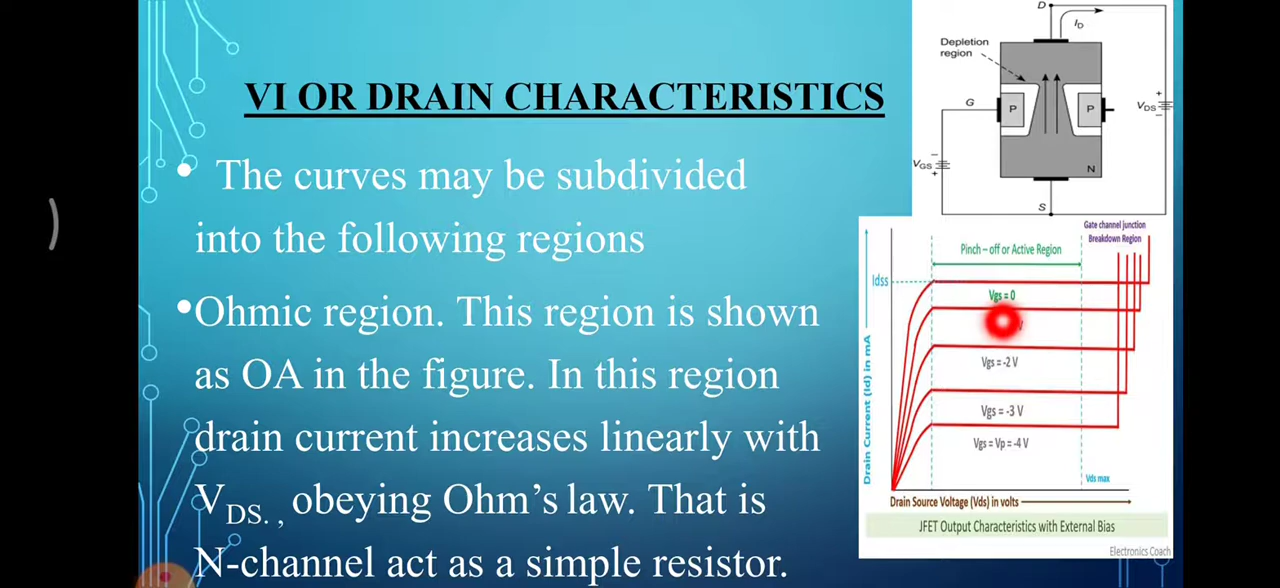 VI OR DRAIN CHARACTERISTICS
• The curves may be subdivided
into the following regions
•Ohmic region. This region is shown
as OA in the figure. In this region
drain current increases linearly with
VDS. , obeying Ohm's law. That is
N-channel act as a simple resistor.
D
ID
Depletion
region
G
P
P
VDS
+
−
VGS
−
+
N
S
Gate channel junction
Breakdown Region
Pinch – off or Active Region
Idss
Vgs = 0
Vgs = -2 V
Vgs = -3 V
Vgs = Vp = -4 V
Drain Current (Id) in mA
Vds max
Drain Source Voltage (Vds) in volts
JFET Output Characteristics with External Bias
Electronics Coach